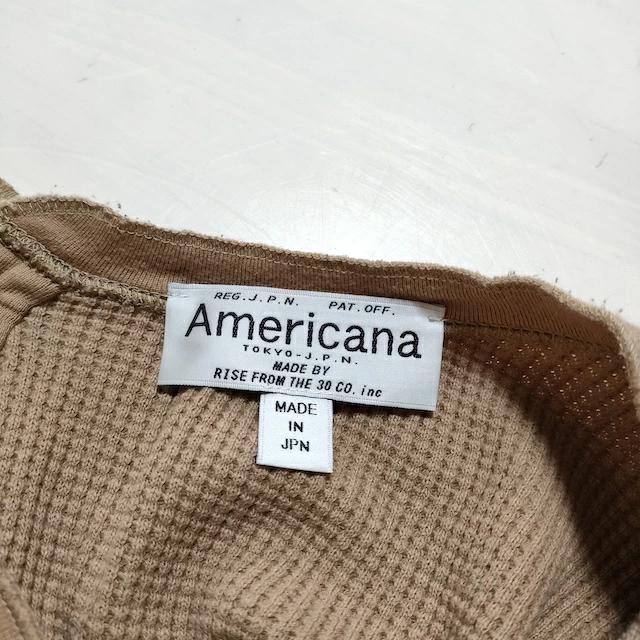 REG.J.P.N. PAT.OFF.
Americana
TOKYO-J.P.N.
MADE BY
RISE FROM THE 30 CO. inc
MADE
IN
JPN